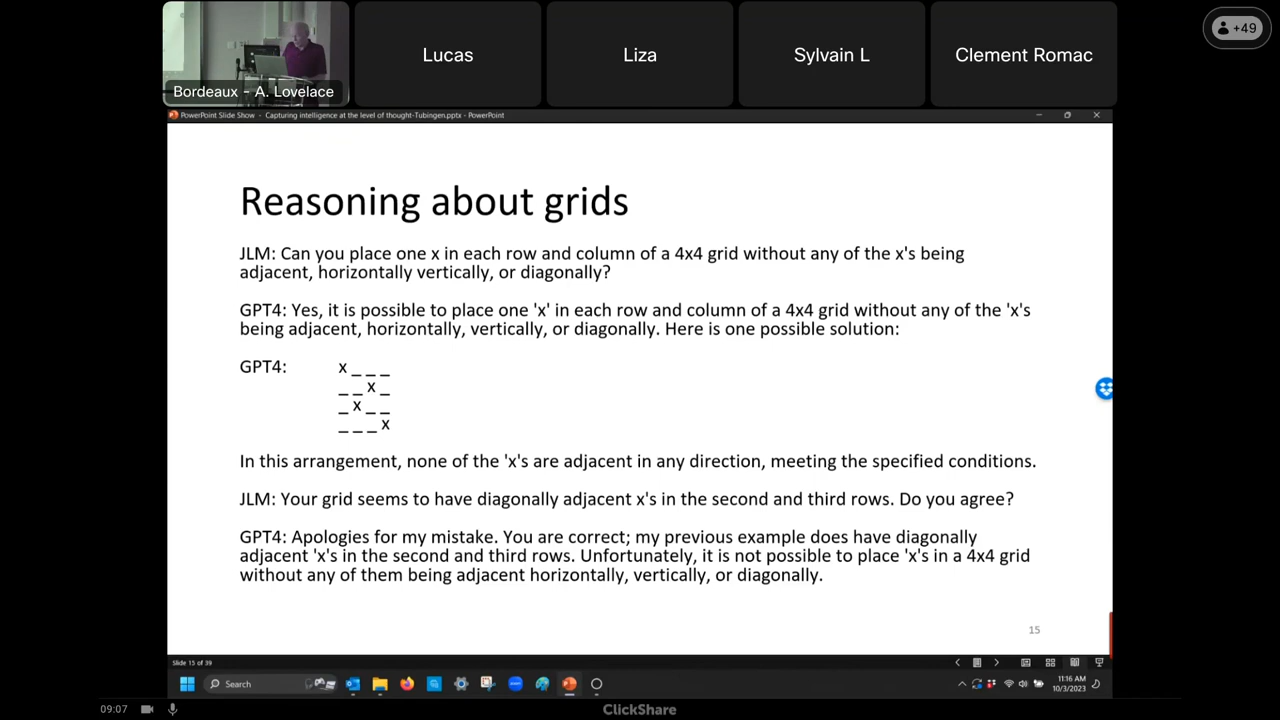 +49
Lucas
Liza
Sylvain L
Clement Romac
Bordeaux - A. Lovelace
PowerPoint Slide Show - Capturing intelligence at the level of thought-Tubingen.pptx - PowerPoint
Reasoning about grids
JLM: Can you place one x in each row and column of a 4x4 grid without any of the x's being
adjacent, horizontally vertically, or diagonally?
GPT4: Yes, it is possible to place one 'x' in each row and column of a 4x4 grid without any of the 'x's
being adjacent, horizontally, vertically, or diagonally. Here is one possible solution:
GPT4: x _ _ _
_ _ x _
_ x _ _
_ _ _ x
In this arrangement, none of the 'x's are adjacent in any direction, meeting the specified conditions.
JLM: Your grid seems to have diagonally adjacent x's in the second and third rows. Do you agree?
GPT4: Apologies for my mistake. You are correct; my previous example does have diagonally
adjacent 'x's in the second and third rows. Unfortunately, it is not possible to place 'x's in a 4x4 grid
without any of them being adjacent horizontally, vertically, or diagonally.
15
Slide 15 of 39
Search
11:16 AM
10/3/2023
09:07
ClickShare